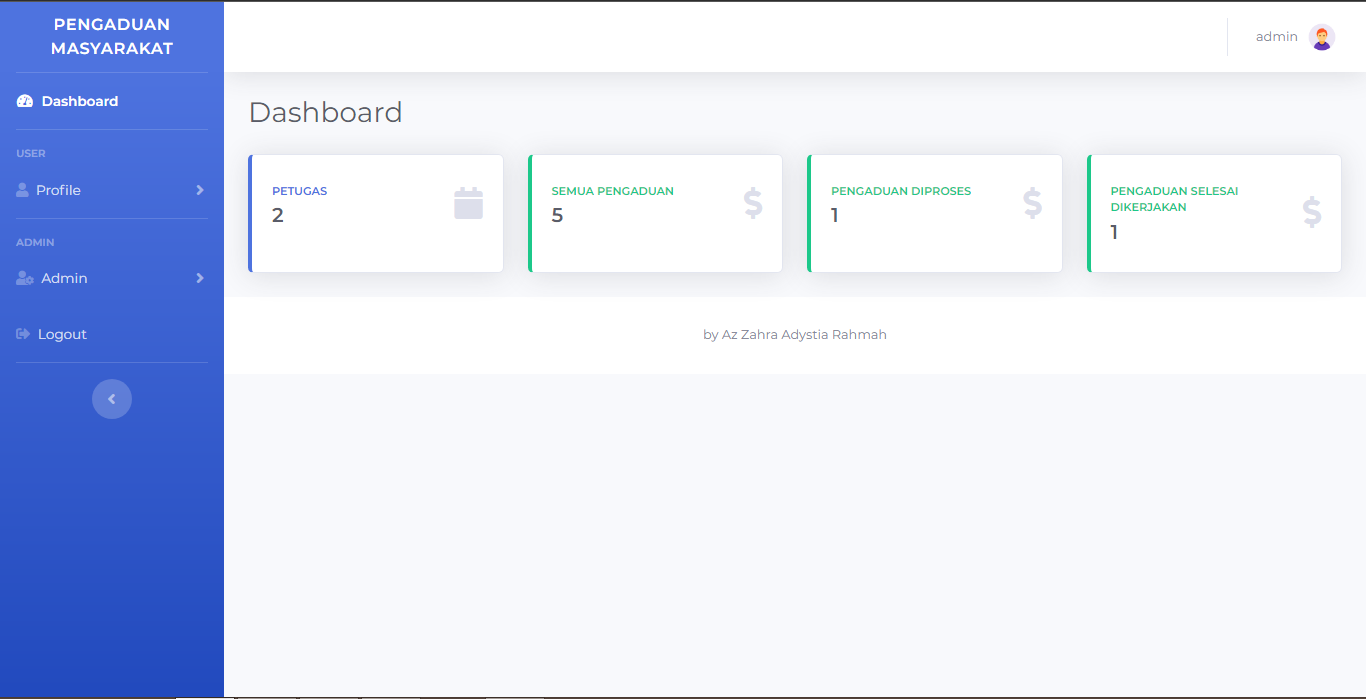 PENGADUAN
MASYARAKAT
Dashboard
USER
Profile
ADMIN
Admin
Logout
admin
Dashboard
PETUGAS
2
SEMUA PENGADUAN
5
PENGADUAN DIPROSES
1
PENGADUAN SELESAI
DIKERJAKAN
1
by Az Zahra Adystia Rahmah